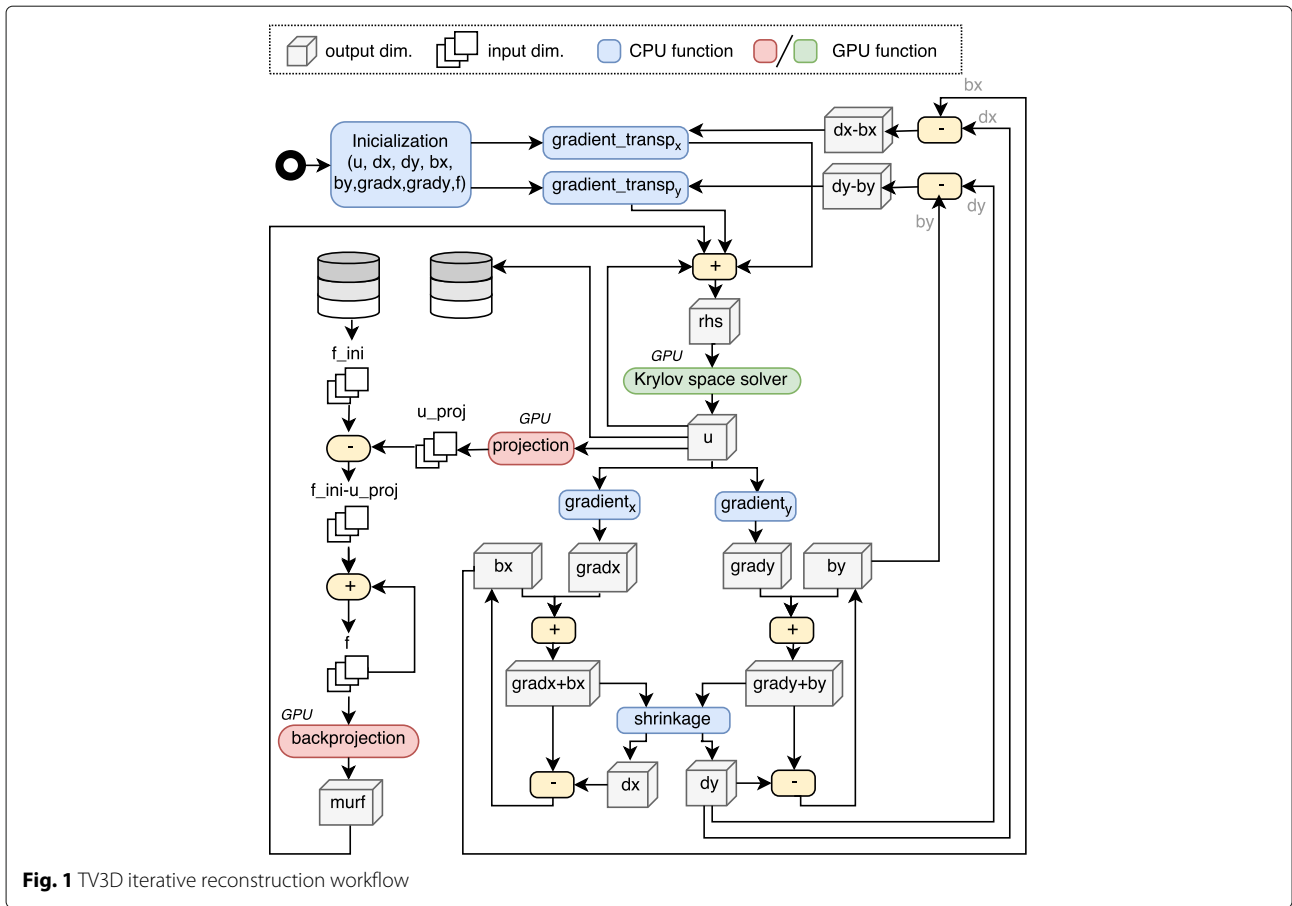 output dim.
input dim.
CPU function
/
GPU function
bx
dx
Inicialization
(u, dx, dy, bx,
by,gradx,grady,f)
gradient_transpx
dx-bx
-
gradient_transpy
dy-by
-
by
dy
+
rhs
f_ini
GPU
Krylov space solver
u_proj
GPU
u
-
projection
f_ini-u_proj
gradientx
gradienty
bx
gradx
grady
by
+
+
+
f
gradx+bx
grady+by
GPU
shrinkage
backprojection
-
dx
dy
-
murf
Fig. 1 TV3D iterative reconstruction workflow